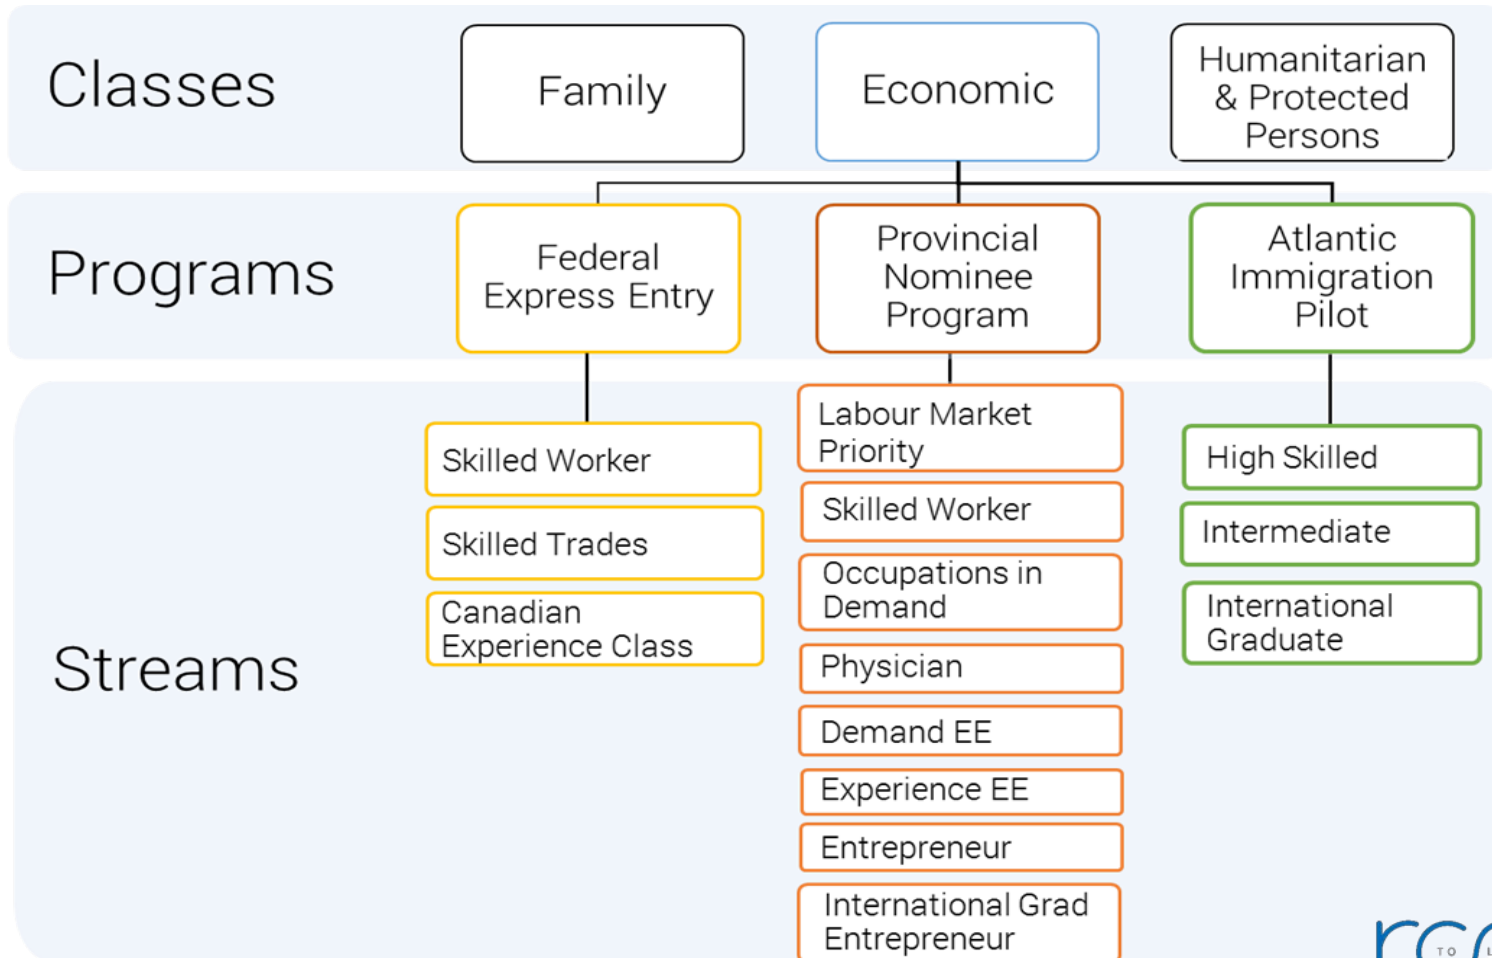 Classes
Family
Economic
Humanitarian
& Protected
Persons
Programs
Federal
Express Entry
Provincial
Nominee
Program
Atlantic
Immigration
Pilot
Streams
Skilled Worker
Skilled Trades
Canadian
Experience Class
Labour Market
Priority
Skilled Worker
Occupations in
Demand
Physician
Demand EE
Experience EE
Entrepreneur
International Grad
Entrepreneur
High Skilled
Intermediate
International
Graduate
TO